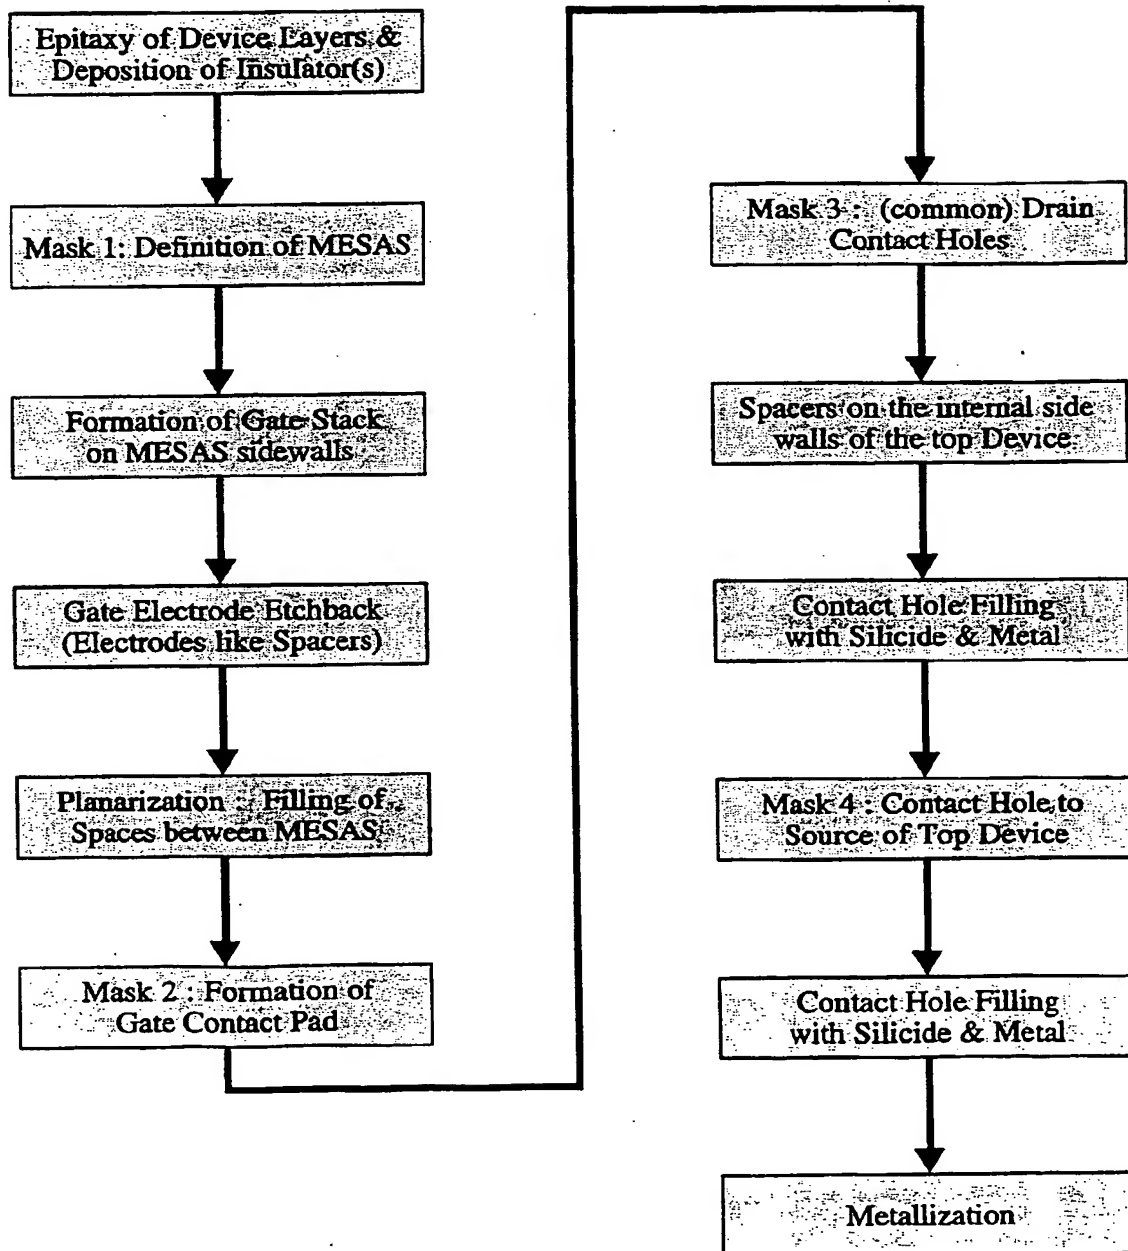 Epitaxy of Device Layers &
Deposition of Insulator(s)
Mask 1: Definition of MESAS
Formation of Gate Stack
on MESAS sidewalls
Gate Electrode Etchback
(Electrodes like Spacers)
Planarization : Filling of
Spaces between MESAS
Mask 2 : Formation of
Gate Contact Pad
Mask 3 : (common) Drain
Contact Holes
Spacers on the internal side
walls of the top Device
Contact Hole Filling
with Silicide & Metal
Mask 4 : Contact Hole to
Source of Top Device
Contact Hole Filling
with Silicide & Metal
Metallization